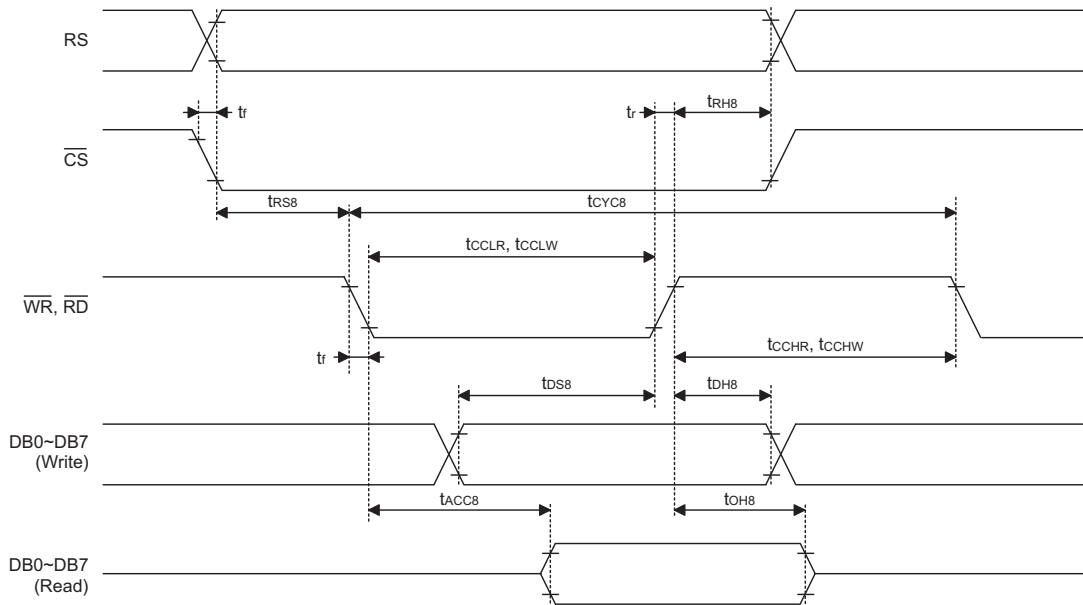 RS
tf
tr
tRH8
CS
tRS8
tCYC8
tCCLR, tCCLW
WR, RD
tf
tCCHR, tCCHW
tDS8
tDH8
DB0~DB7
(Write)
tACC8
tOH8
DB0~DB7
(Read)